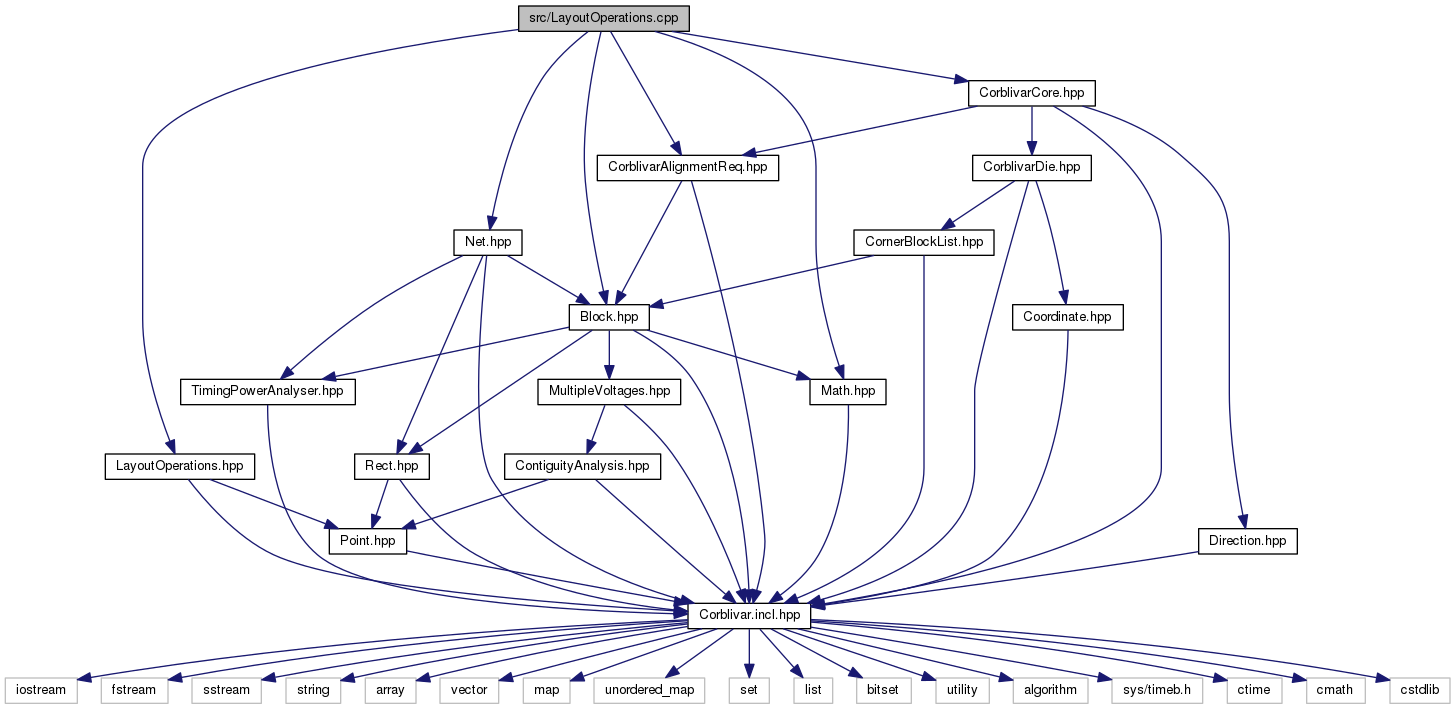 src/LayoutOperations.cpp
CorblivarCore.hpp
CorblivarAlignmentReq.hpp
CorblivarDie.hpp
Net.hpp
CornerBlockList.hpp
Block.hpp
Coordinate.hpp
TimingPowerAnalyser.hpp
MultipleVoltages.hpp
Math.hpp
LayoutOperations.hpp
Rect.hpp
ContiguityAnalysis.hpp
Point.hpp
Direction.hpp
Corblivar.incl.hpp
iostream
fstream
sstream
string
array
vector
map
unordered_map
set
list
bitset
utility
algorithm
sys/timeb.h
ctime
cmath
cstdlib